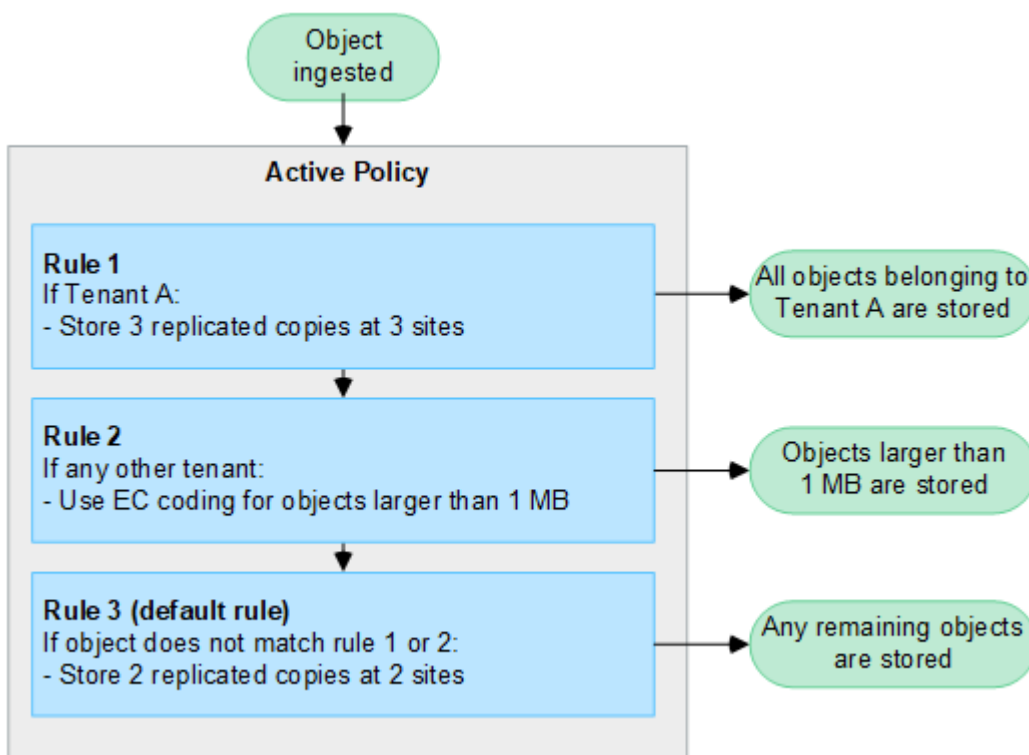 Object
ingested
Active Policy
Rule 1
If Tenant A:
- Store 3 replicated copies at 3 sites
All objects belonging to
Tenant A are stored
Rule 2
If any other tenant:
- Use EC coding for objects larger than 1 MB
Objects larger than
1 MB are stored
Rule 3 (default rule)
If object does not match rule 1 or 2:
- Store 2 replicated copies at 2 sites
Any remaining objects
are stored